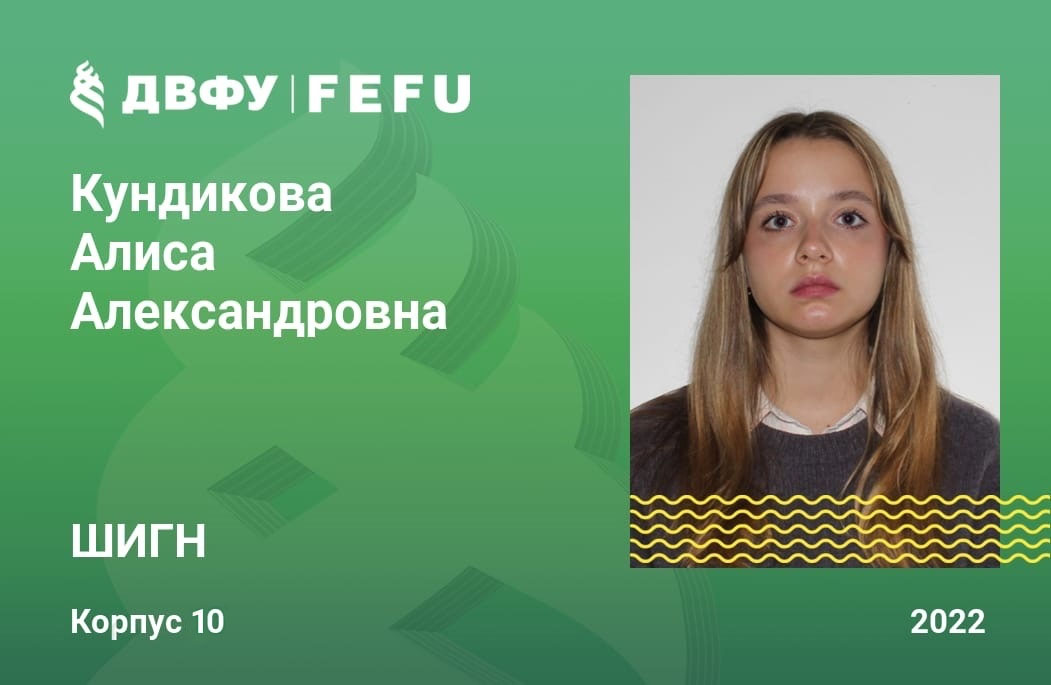 ДВФУ | FEFU
Кундикова
Алиса
Александровна
ШИГН
Корпус 10
2022